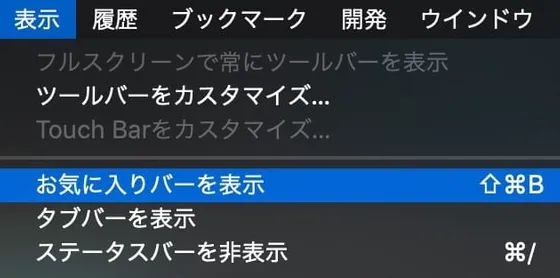 表示 履歴 ブックマーク 開発 ウインドウ
フルスクリーンで常にツールバーを表示
ツールバーをカスタマイズ...
Touch Barをカスタマイズ...
お気に入りバーを表示 ⇧⌘B
タブバーを表示
ステータスバーを非表示 ⌘/